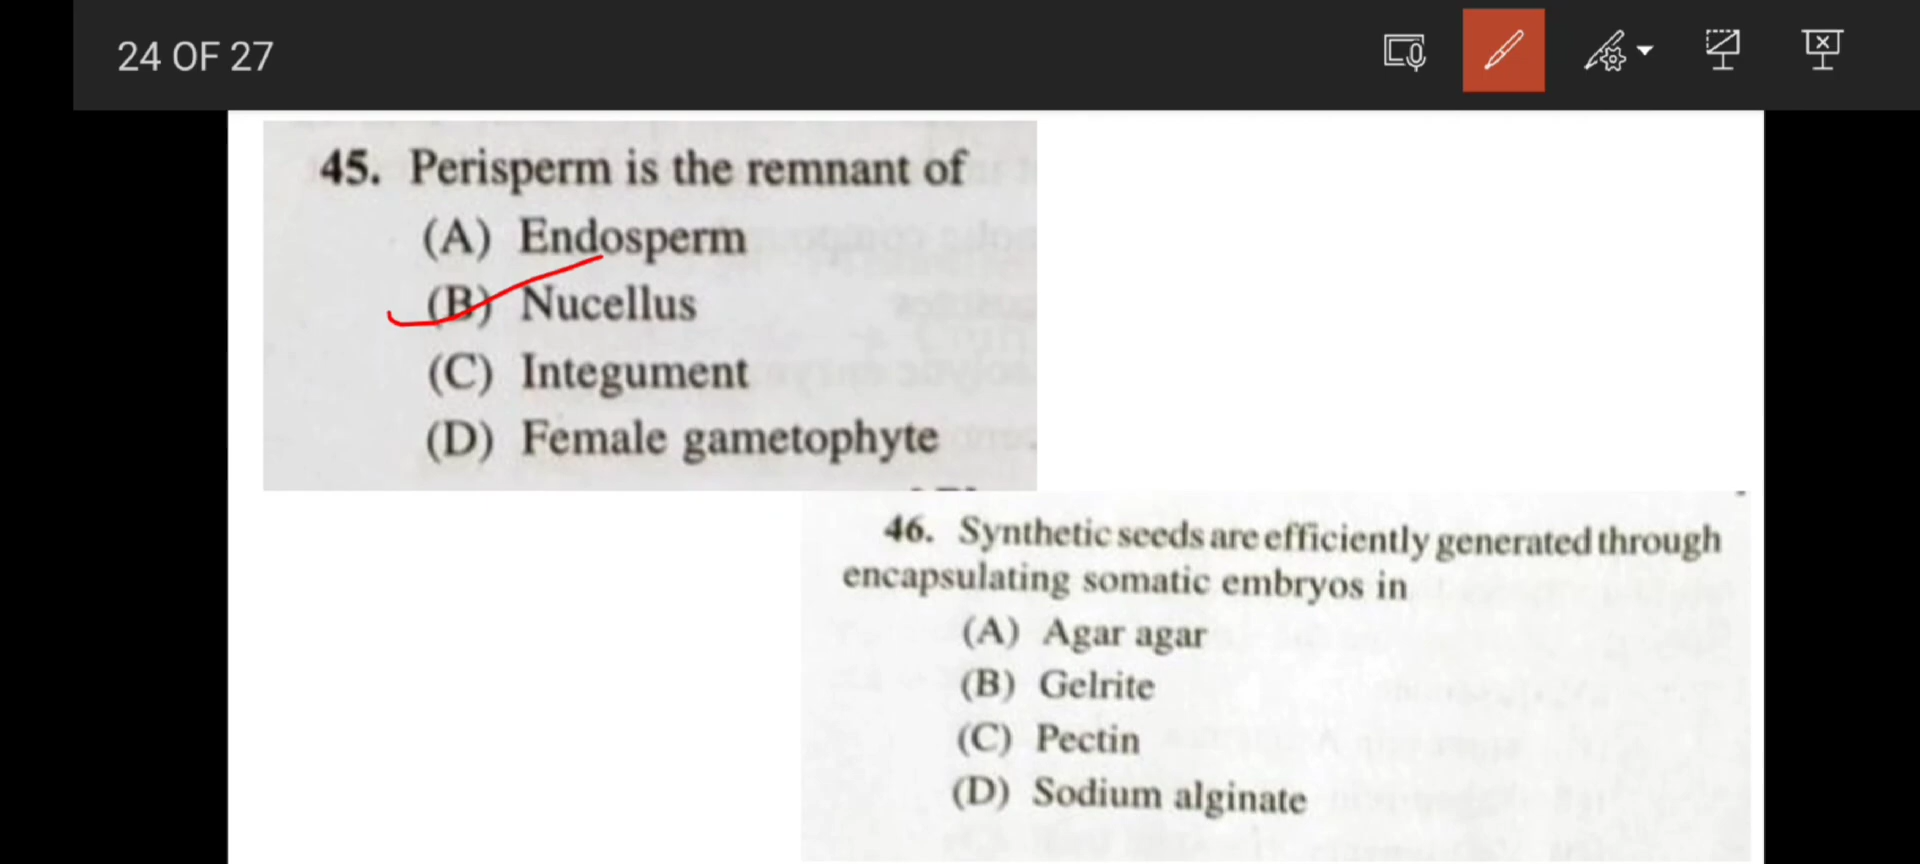 24 OF 27
45. Perisperm is the remnant of
(A) Endosperm
(B) Nucellus
(C) Integument
(D) Female gametophyte
46. Synthetic seeds are efficiently generated through
encapsulating somatic embryos in
(A) Agar agar
(B) Gelrite
(C) Pectin
(D) Sodium alginate